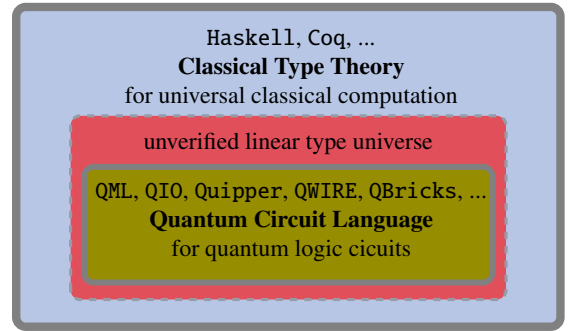 Haskell, Coq, ...
Classical Type Theory
for universal classical computation
unverified linear type universe
QML, QIO, Quipper, QWIRE, QBricks, ...
Quantum Circuit Language
for quantum logic cicuits